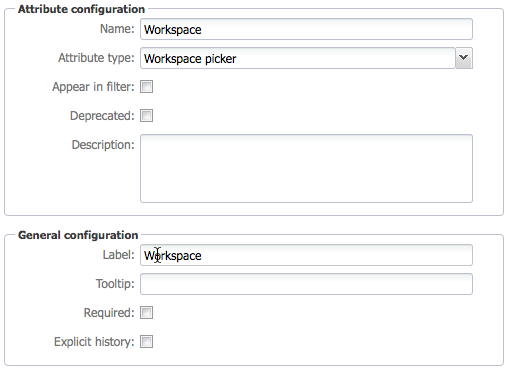 Attribute configuration
Name: Workspace
Attribute type: Workspace picker
Appear in filter:
Deprecated:
Description:
General configuration
Label: Workspace
Tooltip:
Required:
Explicit history: